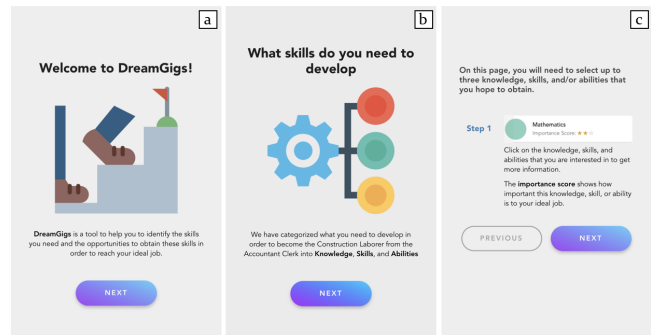 a
Welcome to DreamGigs!
DreamGigs is a tool to help you to identify the skills
you need and the opportunities to obtain these skills in
order to reach your ideal job.
NEXT
b
What skills do you need to
develop
We have categorized what you need to develop in
order to become the Construction Laborer from the
Accountant Clerk into Knowledge, Skills, and Abilities
NEXT
c
On this page, you will need to select up to
three knowledge, skills, and/or abilities that
you hope to obtain.
Step 1
Mathematics
Importance Score: ★★☆
Click on the knowledge, skills, and
abilities that you are interested in to get
more information.
The importance score shows how
important this knowledge, skill, or ability
is to your ideal job.
PREVIOUS
NEXT